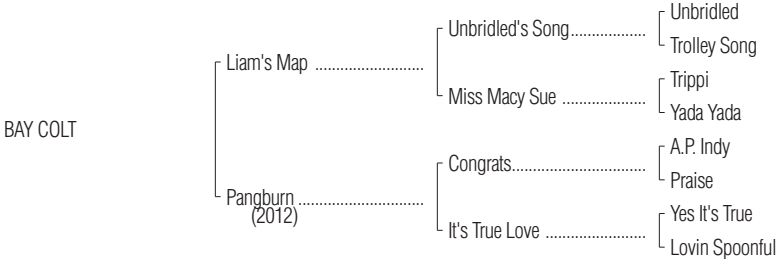 Unbridled
Unbridled's Song..................
Trolley Song
Liam's Map ..........................
Trippi
Miss Macy Sue ....................
Yada Yada
BAY COLT
A.P. Indy
Congrats................................
Praise
Pangburn ..............................
(2012)
Yes It's True
It's True Love ........................
Lovin Spoonful